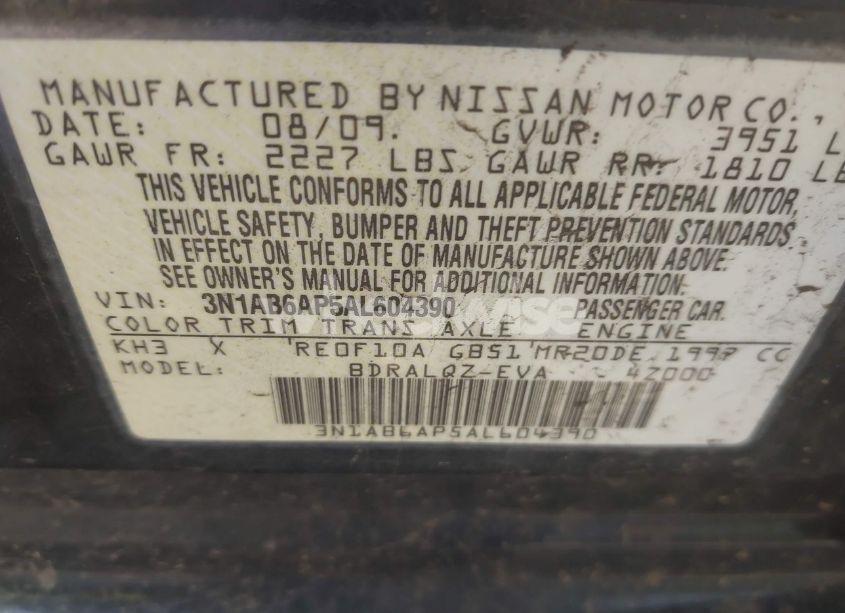 MANUFACTURED BY NISSAN MOTOR CO.,
DATE: 08/09. GVWR: 3951 L
GAWR FR: 2227 LBS GAWR RR: 1810 LB
THIS VEHICLE CONFORMS TO ALL APPLICABLE FEDERAL MOTOR
VEHICLE SAFETY, BUMPER AND THEFT PREVENTION STANDARDS
IN EFFECT ON THE DATE OF MANUFACTURE SHOWN ABOVE.
SEE OWNER'S MANUAL FOR ADDITIONAL INFORMATION.
VIN: 3N1AB6AP5AL604390 PASSENGER CAR
COLOR TRIM TRANS AXLE ENGINE
KH3 X RE0F10A GB51 MR20DE 1997 CC
MODEL: BDRALQZ-EVA 4Z000
3N1AB6AP5AL604390